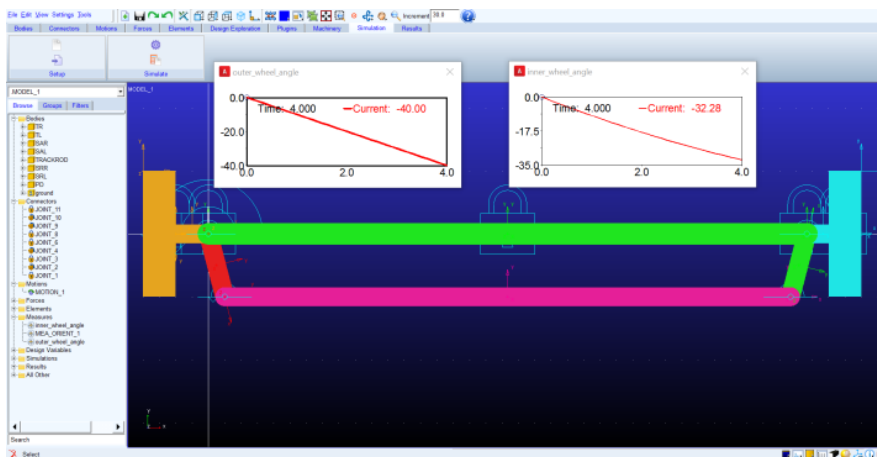 File Edit View Settings Tools
Increment 30.0
Bodies Connectors Motions Forces Elements Design Exploration Plugins Machinery Simulation Results
Setup Simulate
.MODEL_1
Browse Groups Filters
Bodies
TR
TL
SAR
SAL
TRACKROD
SRR
SRL
PO
ground
Connectors
JOINT_11
JOINT_10
JOINT_9
JOINT_8
JOINT_6
JOINT_4
JOINT_3
JOINT_2
JOINT_1
Motions
MOTION_1
Forces
Elements
Measures
inner_wheel_angle
MEA_ORIENT_1
outer_wheel_angle
Design Variables
Simulations
Results
All Other
Search
Select
MODEL_1
outer_wheel_angle
0.0
Time: 4.000 Current: -40.00
-20.0
-40.0
0.0 2.0 4.0
inner_wheel_angle
0.0
Time: 4.000 Current: -32.28
-17.5
-35.0
0.0 2.0 4.0